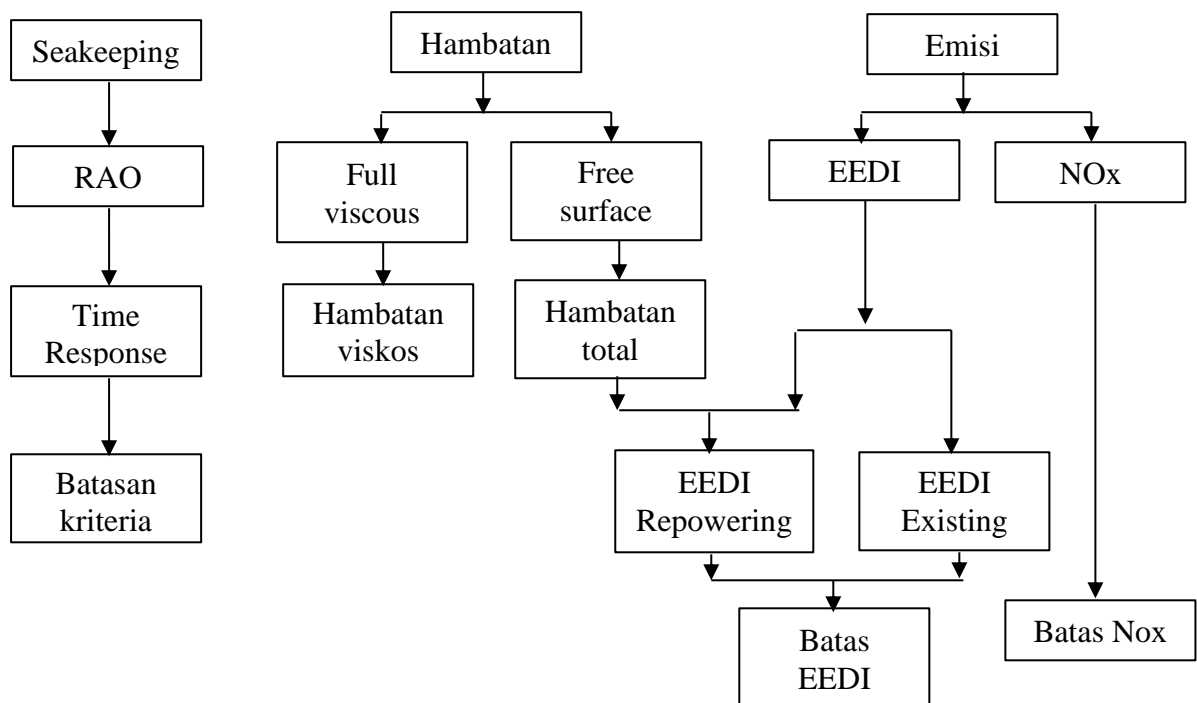 Seakeeping
Hambatan
Emisi
RAO
Full
viscous
Free
surface
EEDI
NOx
Time
Response
Hambatan
viskos
Hambatan
total
Batasan
kriteria
EEDI
Repowering
EEDI
Existing
Batas
EEDI
Batas Nox